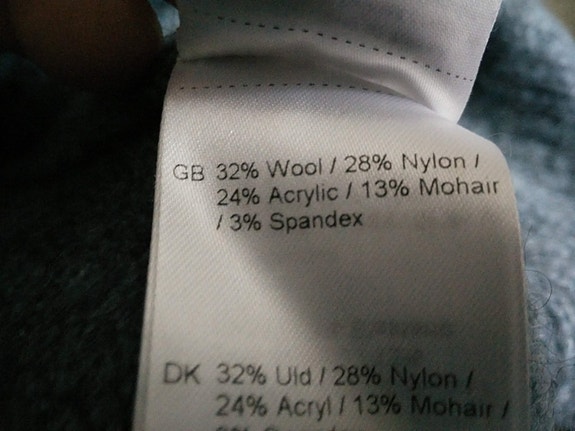 GB 32% Wool / 28% Nylon /
24% Acrylic / 13% Mohair
/ 3% Spandex
DK 32% Uld / 28% Nylon /
24% Acryl / 13% Mohair /